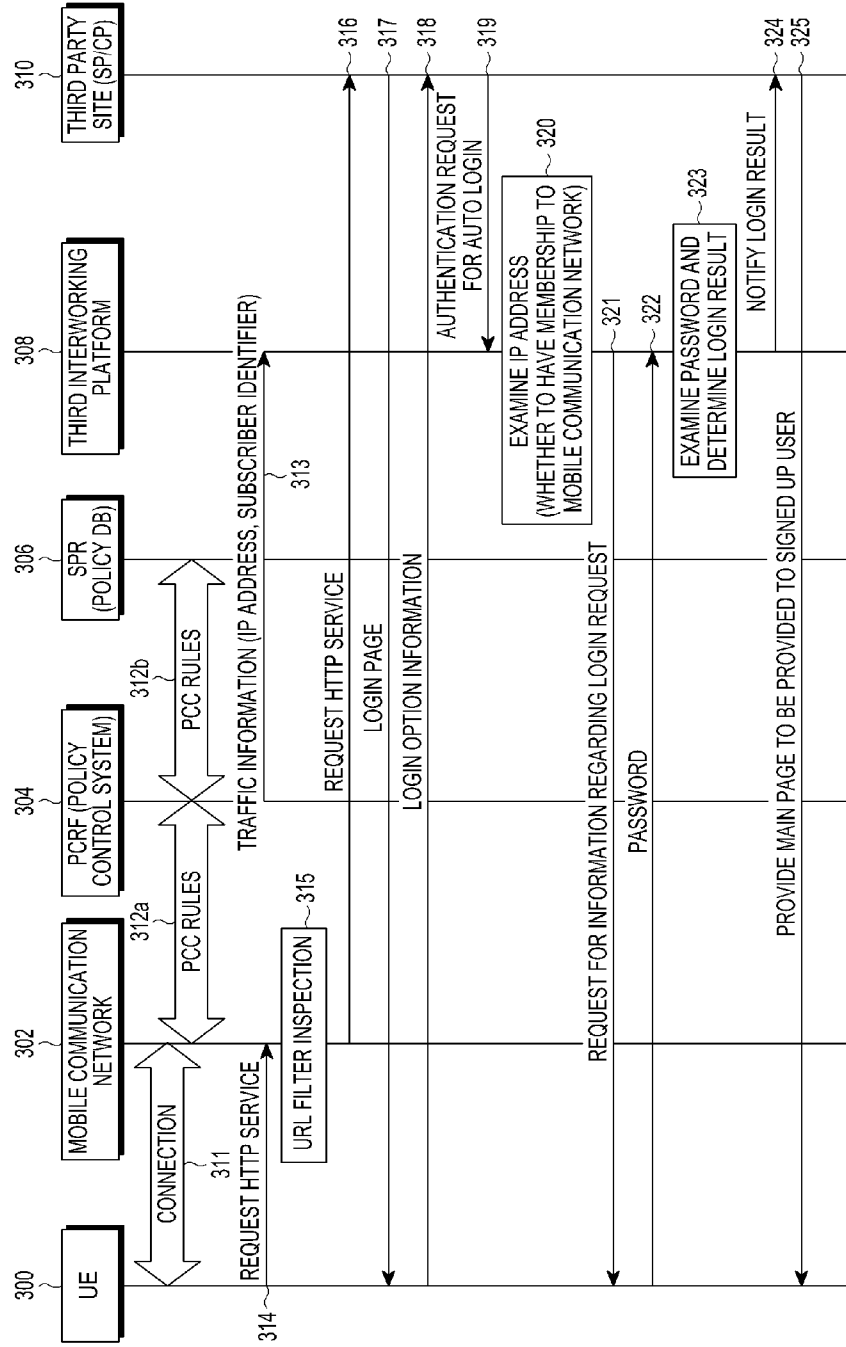 300
302
304
306
308
310
UE
MOBILE COMMUNICATION
NETWORK
PCRF (POLICY
CONTROL SYSTEM)
SPR
(POLICY DB)
THIRD INTERWORKING
PLATFORM
THIRD PARTY
SITE (SP/CP)
CONNECTION
311
312a
PCC RULES
312b
PCC RULES
TRAFFIC INFORMATION (IP ADDRESS, SUBSCRIBER IDENTIFIER)
313
REQUEST HTTP SERVICE
314
URL FILTER INSPECTION
315
REQUEST HTTP SERVICE
316
LOGIN PAGE
317
LOGIN OPTION INFORMATION
318
AUTHENTICATION REQUEST
FOR AUTO LOGIN
319
EXAMINE IP ADDRESS
(WHETHER TO HAVE MEMBERSHIP TO
MOBILE COMMUNICATION NETWORK)
320
REQUEST FOR INFORMATION REGARDING LOGIN REQUEST
321
PASSWORD
322
EXAMINE PASSWORD AND
DETERMINE LOGIN RESULT
323
NOTIFY LOGIN RESULT
324
PROVIDE MAIN PAGE TO BE PROVIDED TO SIGNED UP USER
325